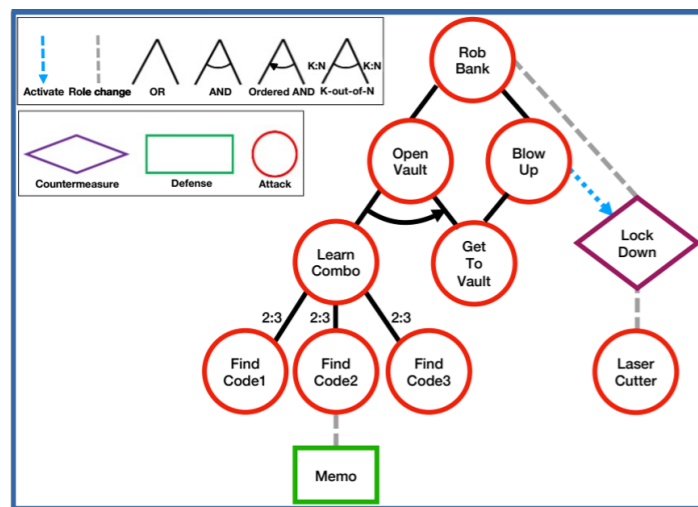 K:N
K:N
Activate
Role change
OR
AND
Ordered AND
K-out-of-N
Countermeasure
Defense
Attack
Rob
Bank
Open
Vault
Blow
Up
Learn
Combo
Get
To
Vault
Lock
Down
2:3
2:3
2:3
Find
Code1
Find
Code2
Find
Code3
Laser
Cutter
Memo